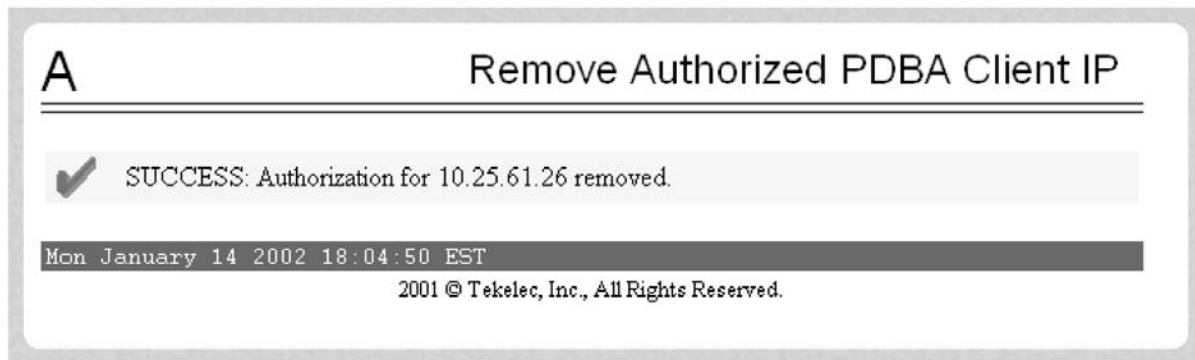 A Remove Authorized PDBA Client IP
SUCCESS: Authorization for 10.25.61.26 removed.
Mon January 14 2002 18:04:50 EST
2001 © Tekelec, Inc., All Rights Reserved.